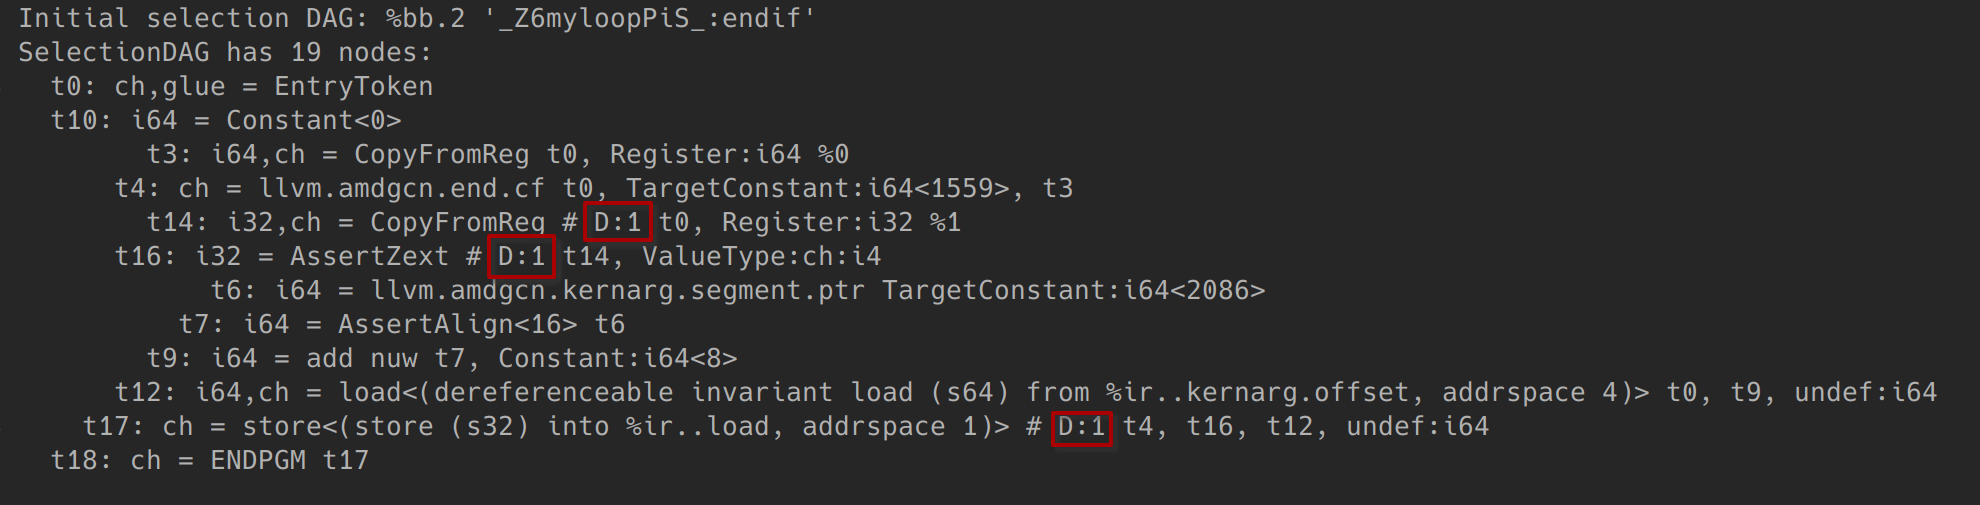 Initial selection DAG: %bb.2 '_Z6myloopPiS_:endif'
SelectionDAG has 19 nodes:
  t0: ch,glue = EntryToken
  t10: i64 = Constant<0>
        t3: i64,ch = CopyFromReg t0, Register:i64 %0
      t4: ch = llvm.amdgcn.end.cf t0, TargetConstant:i64<1559>, t3
        t14: i32,ch = CopyFromReg # D:1 t0, Register:i32 %1
      t16: i32 = AssertZext # D:1 t14, ValueType:ch:i4
            t6: i64 = llvm.amdgcn.kernarg.segment.ptr TargetConstant:i64<2086>
          t7: i64 = AssertAlign<16> t6
        t9: i64 = add nuw t7, Constant:i64<8>
      t12: i64,ch = load<(dereferenceable invariant load (s64) from %ir..kernarg.offset, addrspace 4)> t0, t9, undef:i64
    t17: ch = store<(store (s32) into %ir..load, addrspace 1)> # D:1 t4, t16, t12, undef:i64
  t18: ch = ENDPGM t17